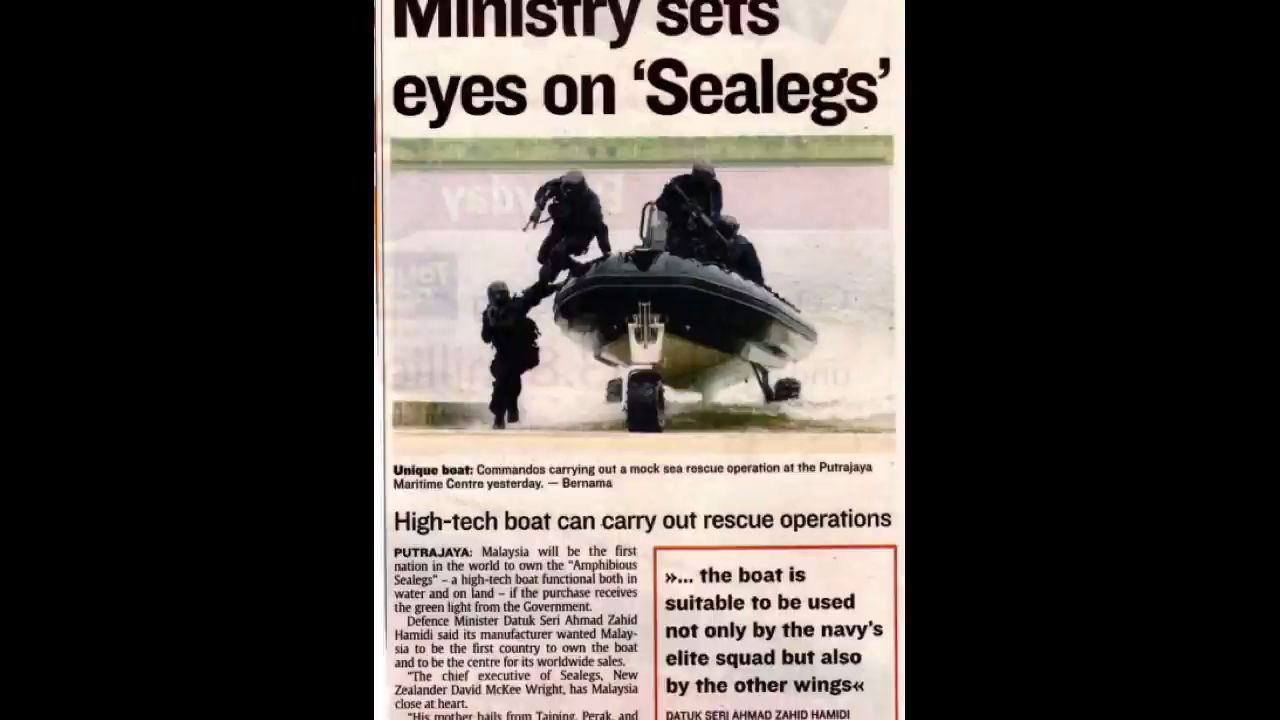 Ministry sets
eyes on ‘Sealegs’
Unique boat: Commandos carrying out a mock sea rescue operation at the Putrajaya
Maritime Centre yesterday. — Bernama
High-tech boat can carry out rescue operations
PUTRAJAYA: Malaysia will be the first
nation in the world to own the "Amphibious
Sealegs" – a high-tech boat functional both in
water and on land – if the purchase receives
the green light from the Government.
Defence Minister Datuk Seri Ahmad Zahid
Hamidi said its manufacturer wanted Malay-
sia to be the first country to own the boat
and to be the centre for its worldwide sales.
"The chief executive of Sealegs, New
Zealander David McKee Wright, has Malaysia
close at heart.
"His mother hails from Taiping, Perak, and
»... the boat is
suitable to be used
not only by the navy's
elite squad but also
by the other wings«
DATUK SERI AHMAD ZAHID HAMIDI